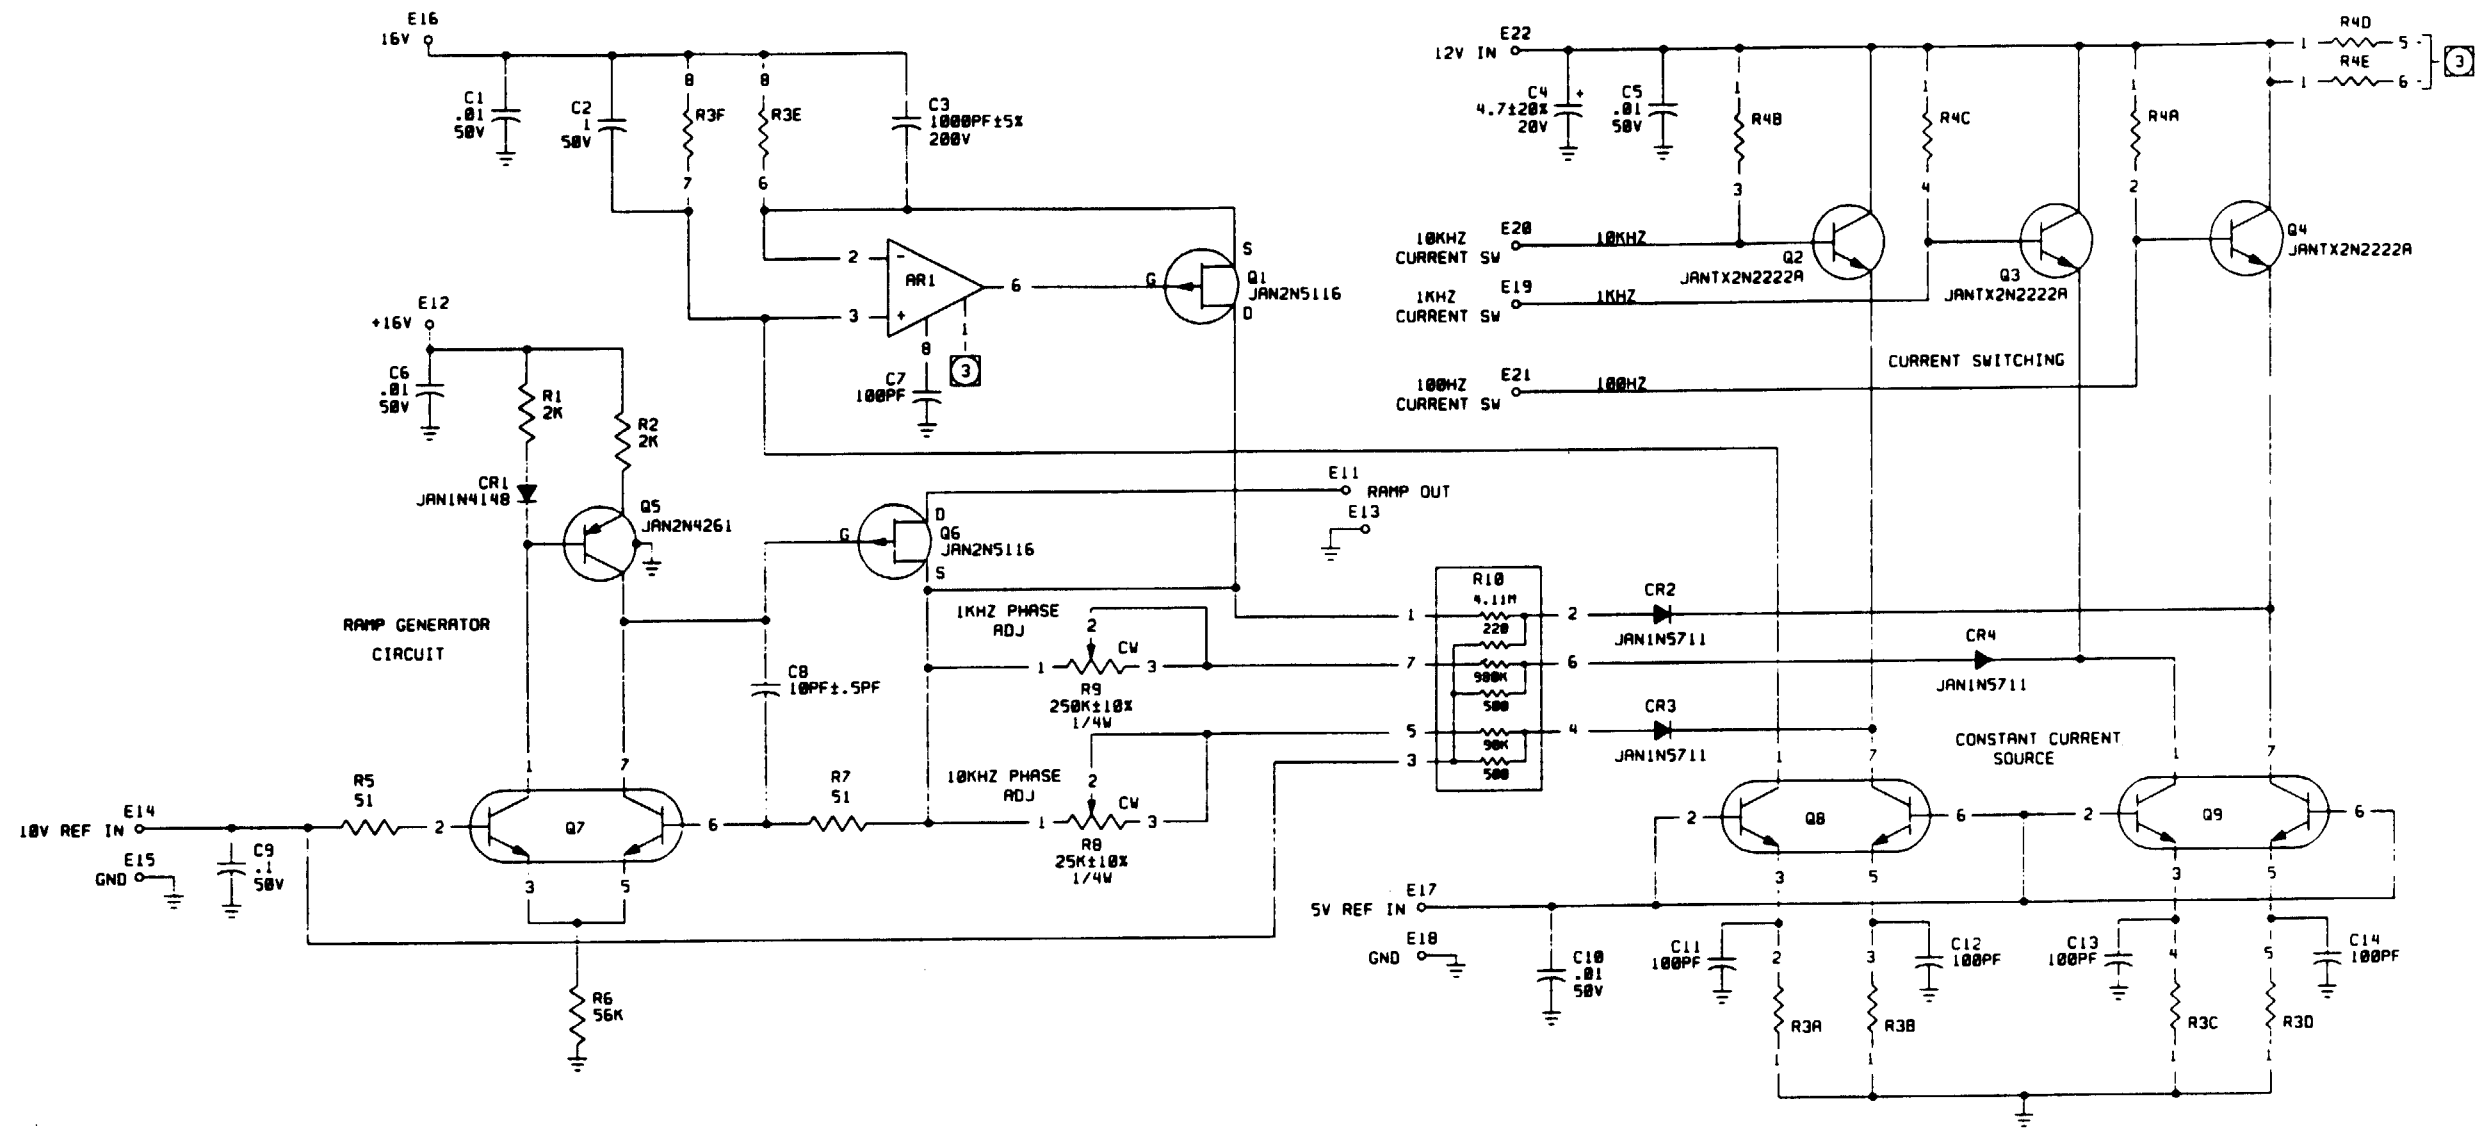 E16
16V
C1
.01
50V
C2
1
50V
8
R3F
7
8
R3E
6
C3
1000PF±5%
200V
2
-
AR1
3
+
6
8
1
3
C7
100PF
G
S
Q1
JAN2N5116
D
E22
12V IN
C4
+
4.7±20%
20V
C5
.01
50V
1
R4B
3
1
R4C
4
1
R4A
2
1
R4D
5
1
R4E
6
3
10KHZ
CURRENT SW
E20
10KHZ
1KHZ
CURRENT SW
E19
1KHZ
100HZ
CURRENT SW
E21
100HZ
Q2
JANTX2N2222A
Q3
JANTX2N2222A
Q4
JANTX2N2222A
CURRENT SWITCHING
E12
+16V
C6
.01
50V
R1
2K
R2
2K
CR1
JAN1N4148
Q5
JAN2N4261
G
D
Q6
JAN2N5116
S
E11
RAMP OUT
E13
RAMP GENERATOR
CIRCUIT
C8
10PF±.5PF
1KHZ PHASE
ADJ
2
CW
1
3
R9
250K±10%
1/4W
10KHZ PHASE
ADJ
2
CW
1
3
R8
25K±10%
1/4W
R10
4.11M
220
900K
500
90K
500
1
7
5
3
2
6
4
CR2
JAN1N5711
CR4
JAN1N5711
CR3
JAN1N5711
CONSTANT CURRENT
SOURCE
E14
10V REF IN
E15
GND
C9
.1
50V
R5
51
2
1
7
Q7
6
3
5
R7
51
R6
56K
E17
5V REF IN
E18
GND
C10
.01
50V
1
7
2
Q8
6
3
5
1
7
2
Q9
6
3
5
C11
100PF
2
R3A
1
3
R3B
1
C12
100PF
C13
100PF
4
R3C
1
5
R3D
1
C14
100PF